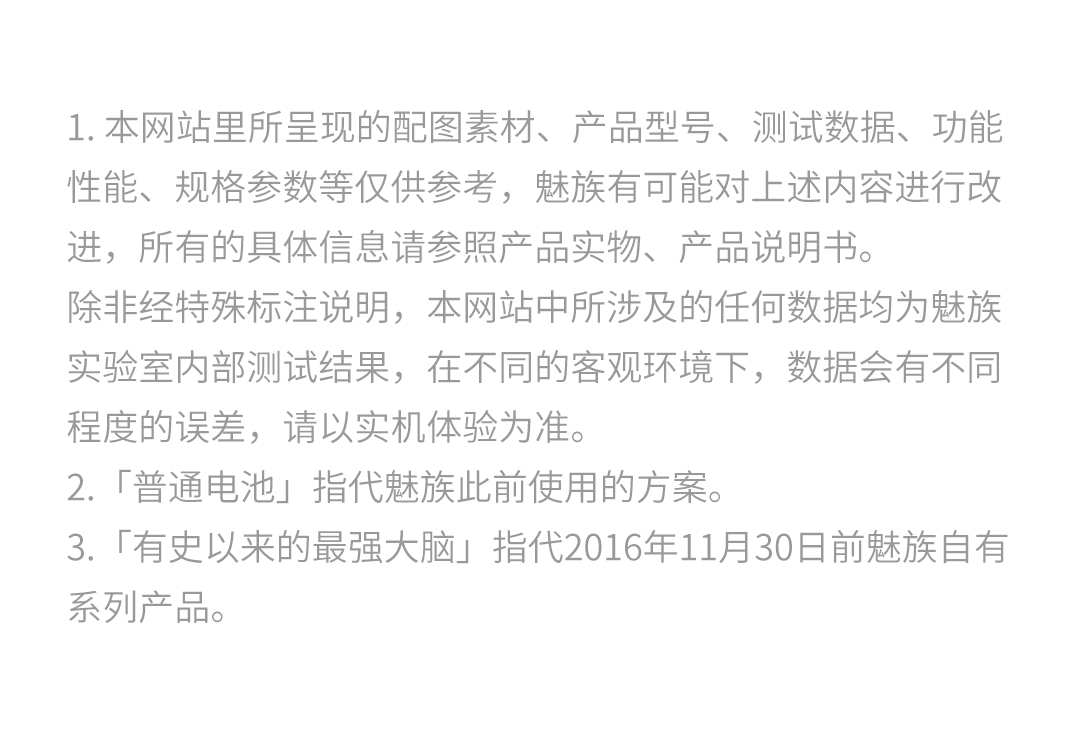 1. 本网站里所呈现的配图素材、产品型号、测试数据、功能
性能、规格参数等仅供参考，魅族有可能对上述内容进行改
进，所有的具体信息请参照产品实物、产品说明书。
除非经特殊标注说明，本网站中所涉及的任何数据均为魅族
实验室内部测试结果，在不同的客观环境下，数据会有不同
程度的误差，请以实机体验为准。
2.「普通电池」指代魅族此前使用的方案。
3.「有史以来的最强大脑」指代2016年11月30日前魅族自有
系列产品。